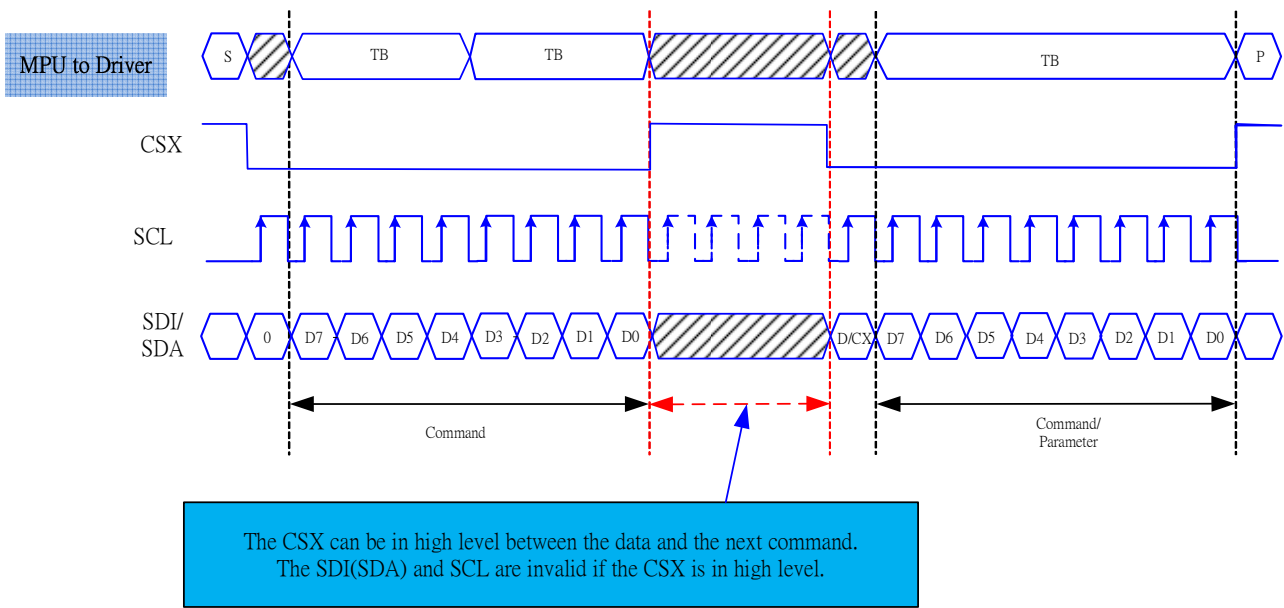 MPU to Driver
S TB TB TB P
CSX
SCL
SDI/
SDA
0 D7 D6 D5 D4 D3 D2 D1 D0 D/CX D7 D6 D5 D4 D3 D2 D1 D0
Command
Command/
Parameter
The CSX can be in high level between the data and the next command.
The SDI(SDA) and SCL are invalid if the CSX is in high level.